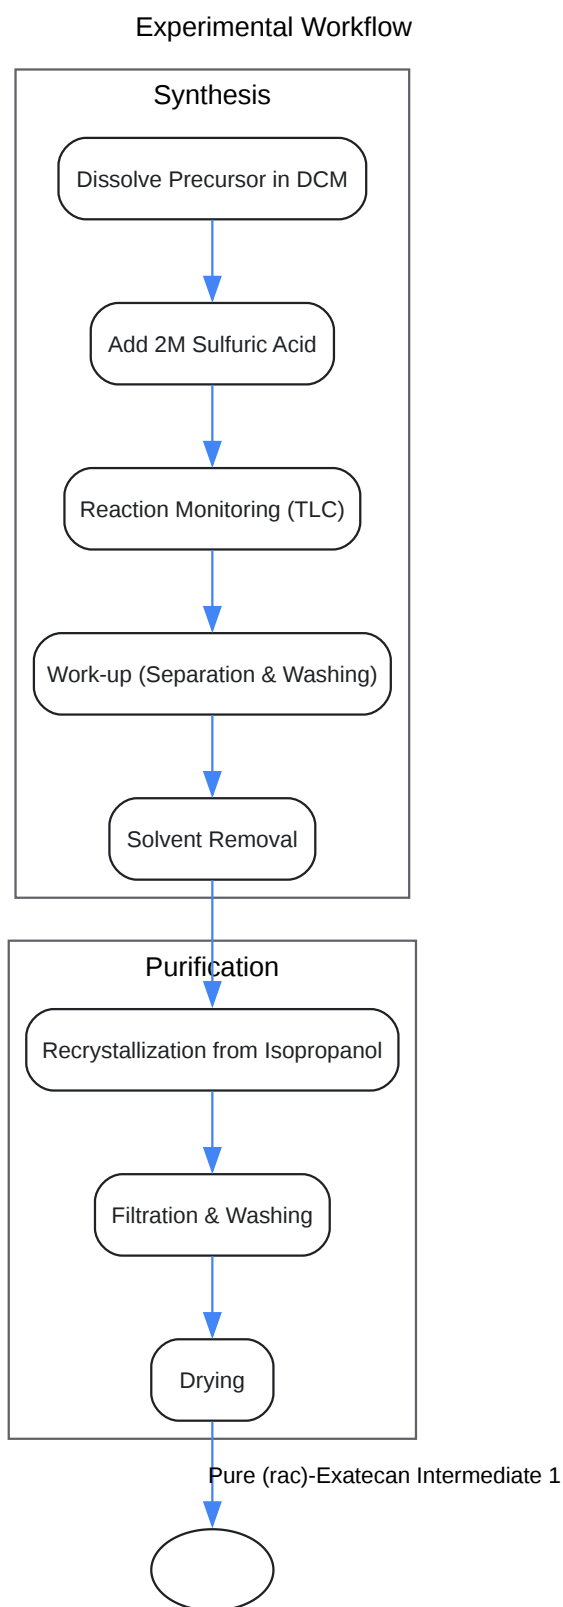 Experimental Workflow
Synthesis
Dissolve Precursor in DCM
Add 2M Sulfuric Acid
Reaction Monitoring (TLC)
Work-up (Separation & Washing)
Solvent Removal
Purification
Recrystallization from Isopropanol
Filtration & Washing
Drying
Pure (rac)-Exatecan Intermediate 1